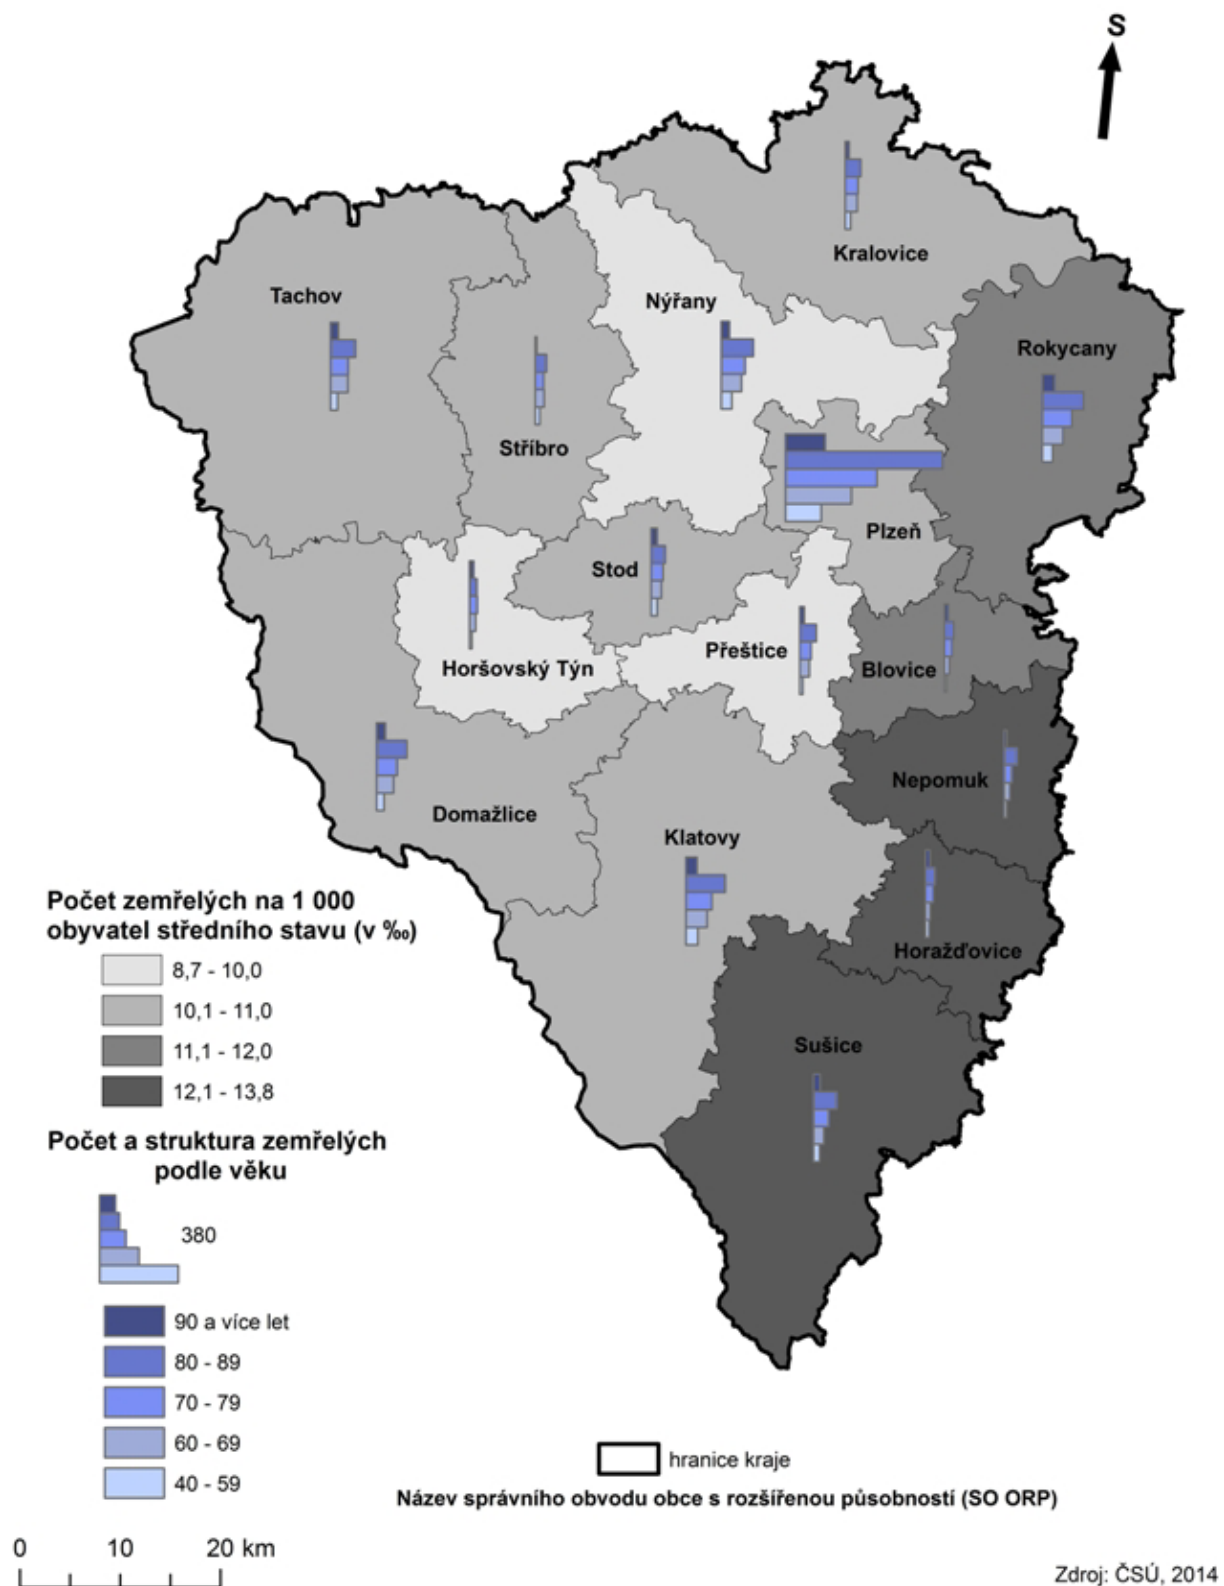 S
Kralovice
Tachov
Nýřany
Rokycany
Stříbro
Plzeň
Stod
Přeštice
Horšovský Týn
Blovice
Nepomuk
Domažlice
Klatovy
Horažďovice
Sušice
Počet zemřelých na 1 000
obyvatel středního stavu (v ‰)
8,7 - 10,0
10,1 - 11,0
11,1 - 12,0
12,1 - 13,8
Počet a struktura zemřelých
podle věku
380
90 a více let
80 - 89
70 - 79
60 - 69
40 - 59
hranice kraje
Název správního obvodu obce s rozšířenou působností (SO ORP)
0 10 20 km
Zdroj: ČSÚ, 2014